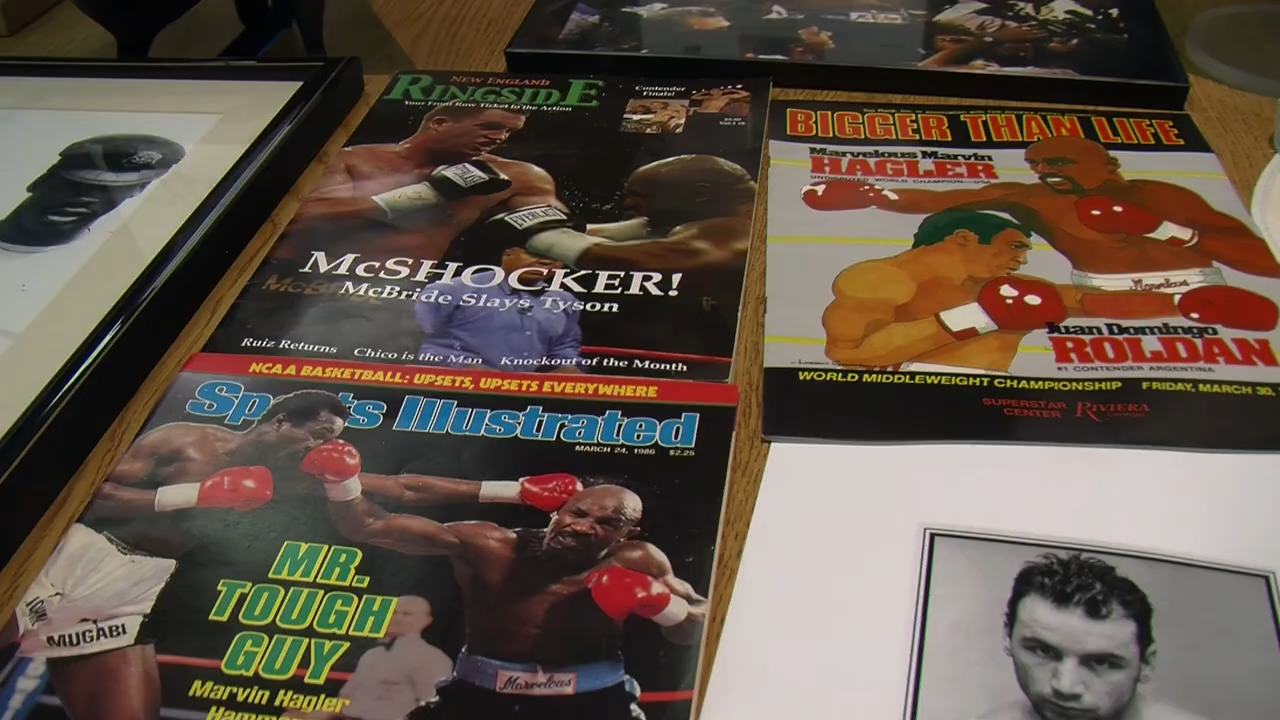 NEW ENGLAND
RINGSIDE
Your Front Row Ticket to the Action
Contender
Finals!
EVERLAST
McSHOCKER!
McBride Slays Tyson
Ruiz Returns Chico is the Man Knockout of the Month
BIGGER THAN LIFE
Marvelous Marvin
HAGLER
UNDISPUTED WORLD CHAMPION—USA
Marvelous
Juan Domingo
ROLDAN
#1 CONTENDER ARGENTINA
WORLD MIDDLEWEIGHT CHAMPIONSHIP FRIDAY, MARCH 30,
SUPERSTAR
CENTER
RIVIERA
NCAA BASKETBALL: UPSETS, UPSETS EVERYWHERE
Sports Illustrated
MARCH 24, 1986 $2.25
MR.
TOUGH
GUY
Marvin Hagler
MUGABI
Marvelous